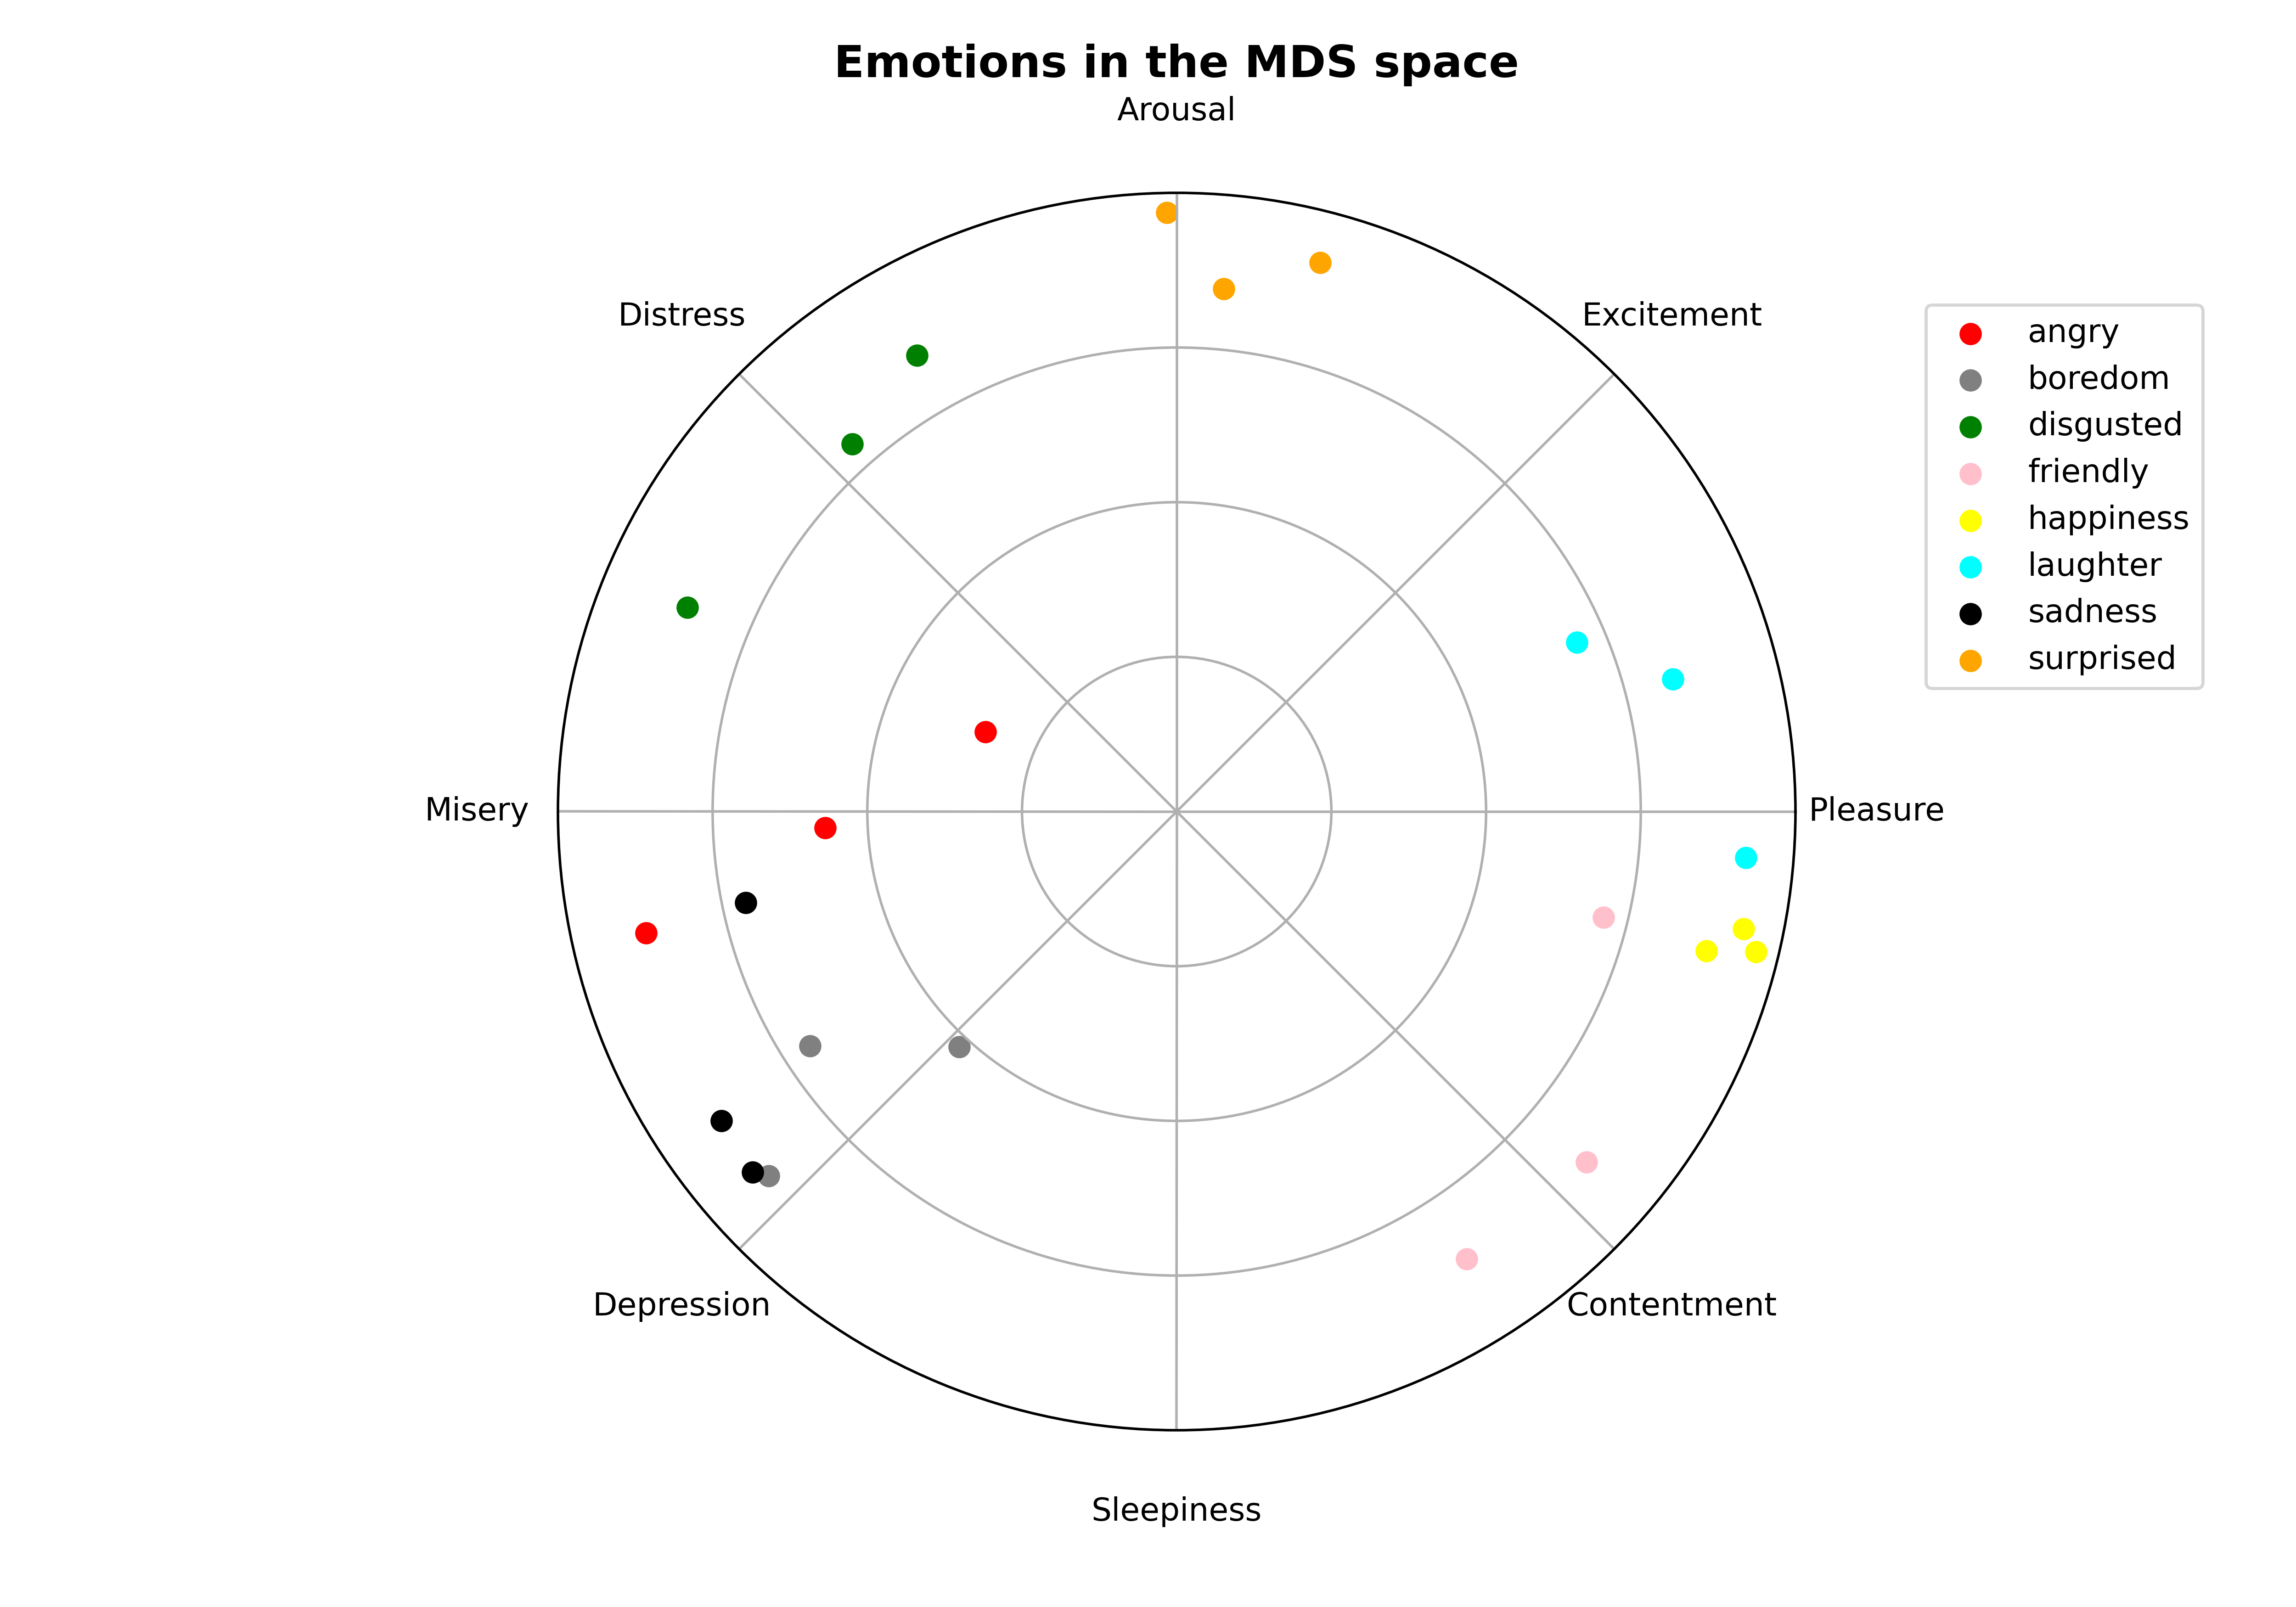 Emotions in the MDS space
Arousal
Distress
Excitement
angry
boredom
disgusted
friendly
happiness
laughter
sadness
surprised
Misery
Pleasure
Depression
Contentment
Sleepiness